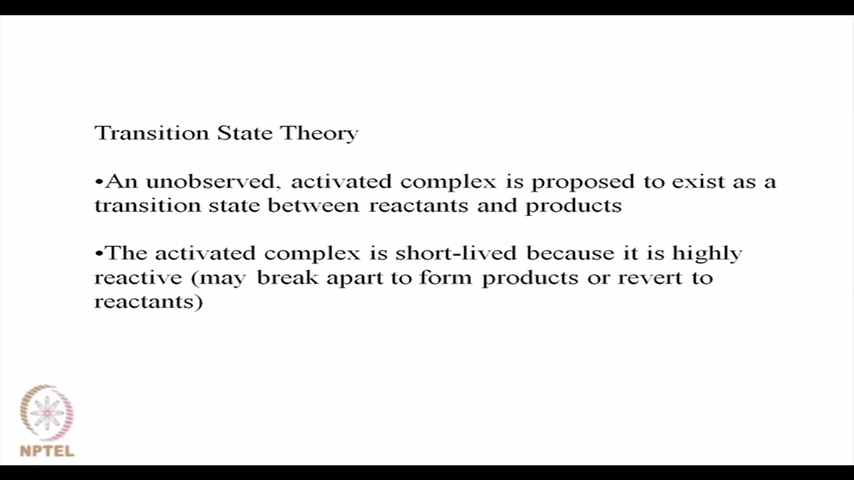 Transition State Theory
•An unobserved, activated complex is proposed to exist as a
transition state between reactants and products
•The activated complex is short-lived because it is highly
reactive (may break apart to form products or revert to
reactants)
NPTEL